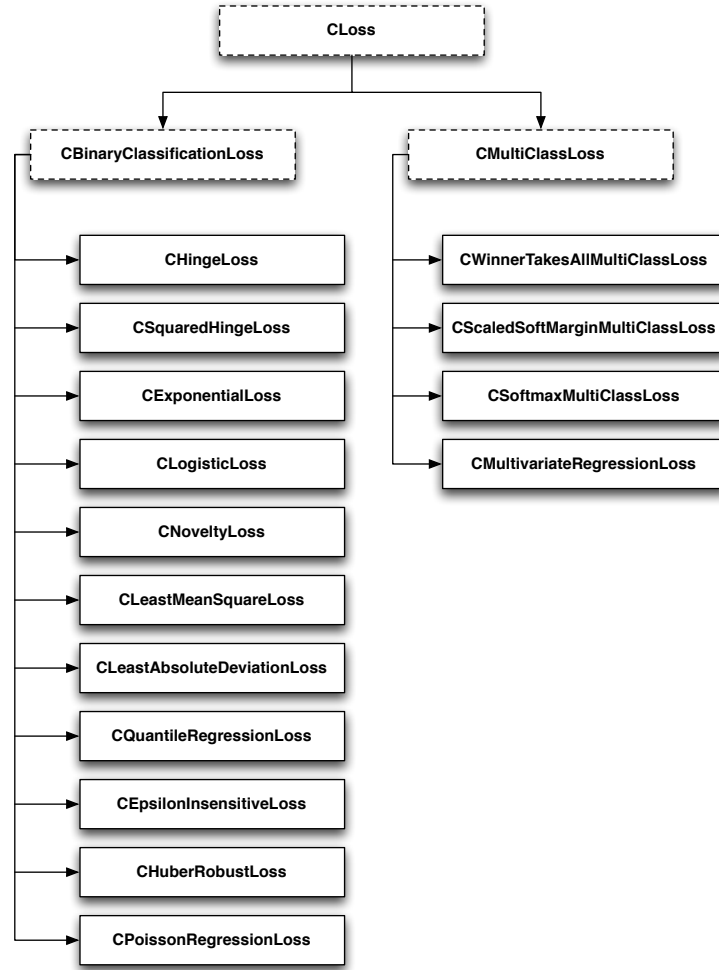 CLoss
CBinaryClassificationLoss
CMultiClassLoss
CHingeLoss
CSquaredHingeLoss
CExponentialLoss
CLogisticLoss
CNoveltyLoss
CLeastMeanSquareLoss
CLeastAbsoluteDeviationLoss
CQuantileRegressionLoss
CEpsilonInsensitiveLoss
CHuberRobustLoss
CPoissonRegressionLoss
CWinnerTakesAllMultiClassLoss
CScaledSoftMarginMultiClassLoss
CSoftmaxMultiClassLoss
CMultivariateRegressionLoss